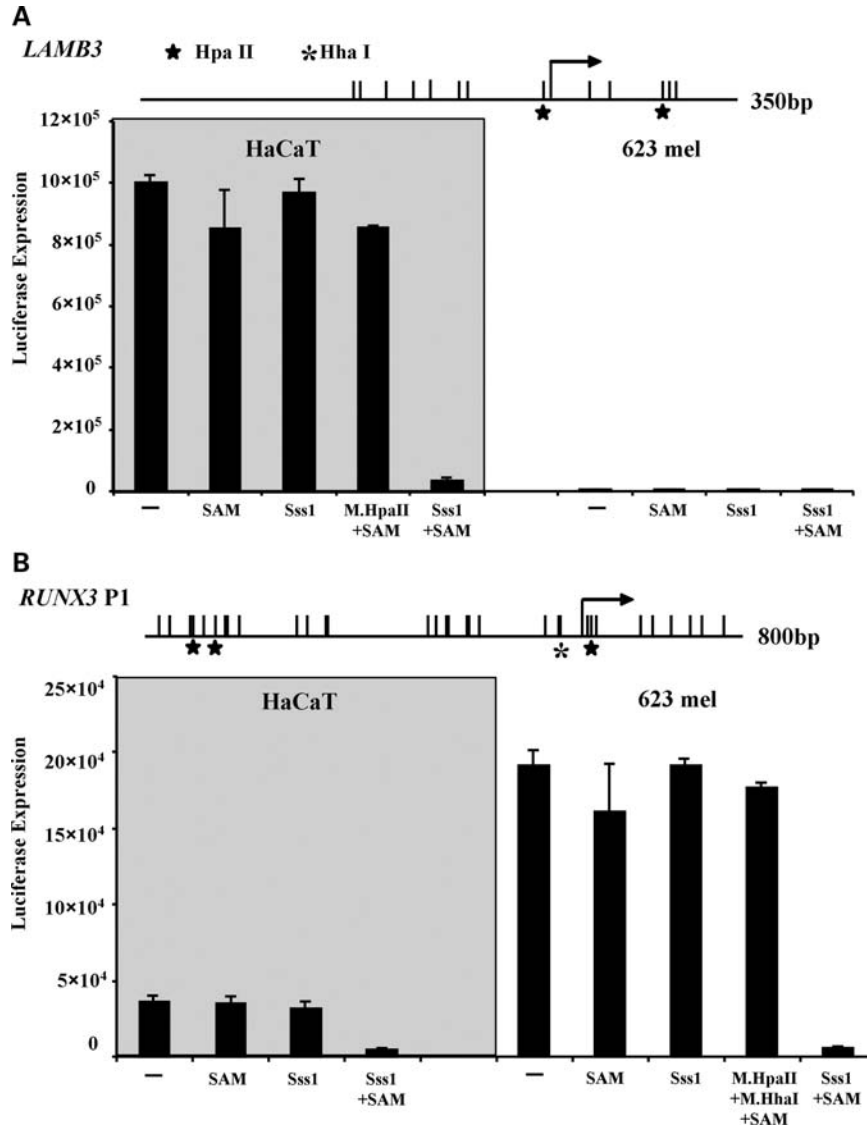 A
LAMB3
★ Hpa II
*Hha I
350bp
HaCaT
623 mel
Luciferase Expression
12×10⁵
10×10⁵
8×10⁵
6×10⁵
4×10⁵
2×10⁵
0
—
SAM
Sss1
M.HpaII
+SAM
Sss1
+SAM
—
SAM
Sss1
Sss1
+SAM
B
RUNX3 P1
800bp
HaCaT
623 mel
Luciferase Expression
25×10⁴
20×10⁴
15×10⁴
10×10⁴
5×10⁴
0
—
SAM
Sss1
Sss1
+SAM
—
SAM
Sss1
M.HpaII
+M.HhaI
+SAM
Sss1
+SAM